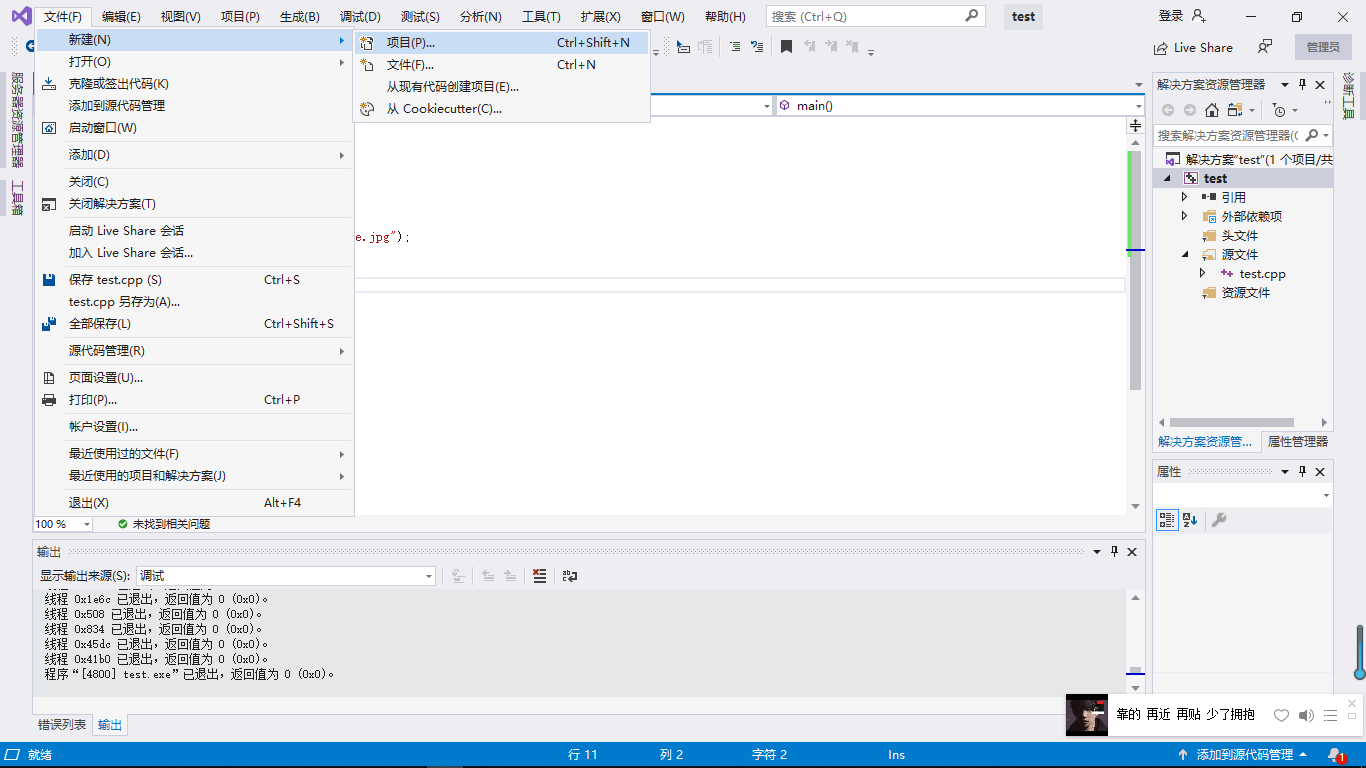 文件(F) 编辑(E) 视图(V) 项目(P) 生成(B) 调试(D) 测试(S) 分析(N) 工具(T) 扩展(X) 窗口(W) 帮助(H) 搜索 (Ctrl+Q) test 登录
Live Share 管理员
新建(N)
打开(O)
克隆或签出代码(K)
添加到源代码管理
启动窗口(W)
添加(D)
关闭(C)
关闭解决方案(T)
启动 Live Share 会话
加入 Live Share 会话...
保存 test.cpp (S) Ctrl+S
test.cpp 另存为(A)...
全部保存(L) Ctrl+Shift+S
源代码管理(R)
页面设置(U)...
打印(P)... Ctrl+P
帐户设置(I)...
最近使用过的文件(F)
最近使用的项目和解决方案(J)
退出(X) Alt+F4
项目(P)... Ctrl+Shift+N
文件(F)... Ctrl+N
从现有代码创建项目(E)...
从 Cookiecutter(C)...
服务器资源管理器
工具箱
main()
e.jpg");
100 % 未找到相关问题
解决方案资源管理器
搜索解决方案资源管理器(C
解决方案"test"(1 个项目/共
test
引用
外部依赖项
头文件
源文件
test.cpp
资源文件
解决方案资源管... 属性管理器
属性
诊断工具
输出
显示输出来源(S): 调试
线程 0x1e6c 已退出，返回值为 0 (0x0)。
线程 0x508 已退出，返回值为 0 (0x0)。
线程 0x834 已退出，返回值为 0 (0x0)。
线程 0x45dc 已退出，返回值为 0 (0x0)。
线程 0x41b0 已退出，返回值为 0 (0x0)。
程序“[4800] test.exe”已退出，返回值为 0 (0x0)。
错误列表 输出
靠的 再近 再贴 少了拥抱
就绪 行 11 列 2 字符 2 Ins 添加到源代码管理 1